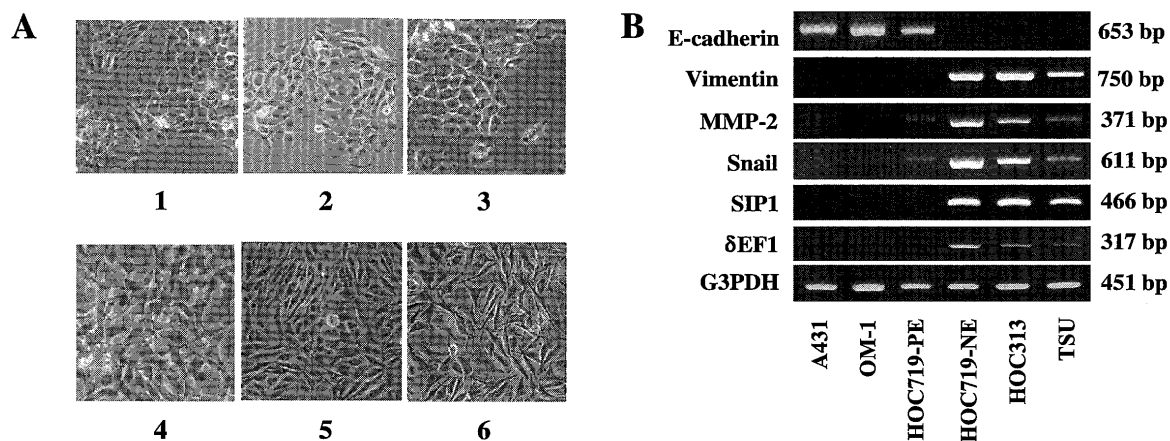 A
1
2
3
4
5
6
B
E-cadherin 653 bp
Vimentin 750 bp
MMP-2 371 bp
Snail 611 bp
SIP1 466 bp
δEF1 317 bp
G3PDH 451 bp
A431
OM-1
HOC719-PE
HOC719-NE
HOC313
TSU